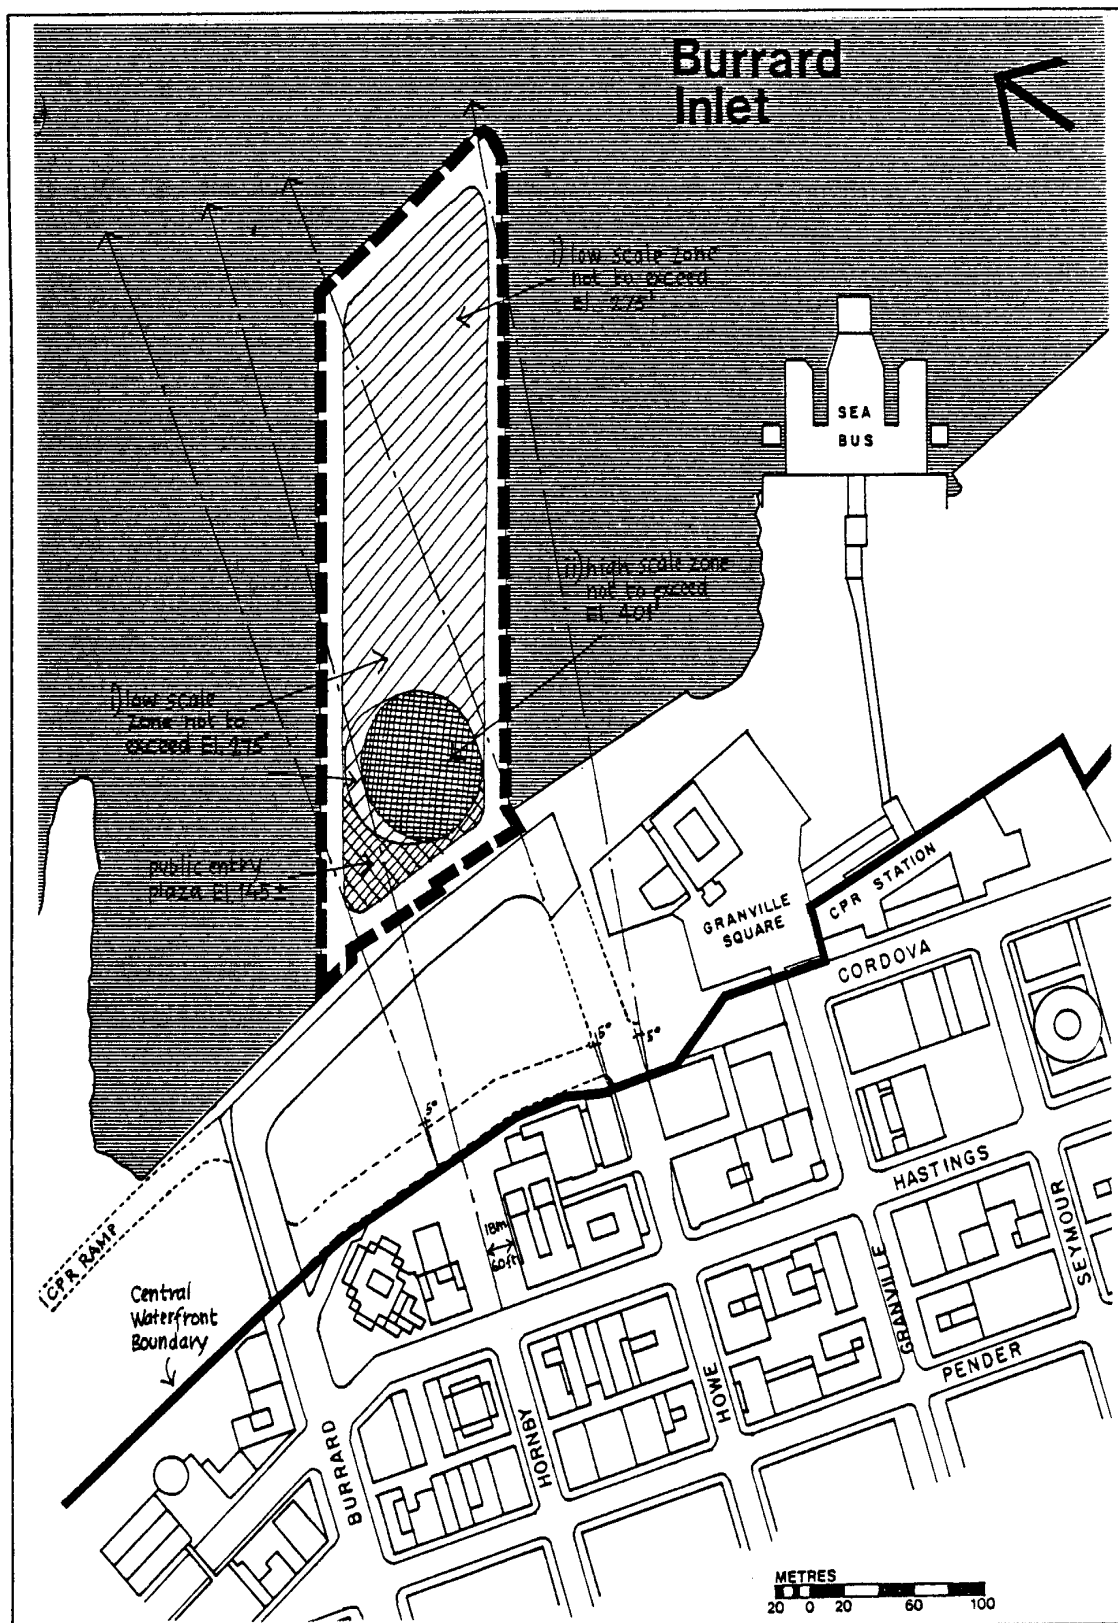 Burrard
Inlet
i) low scale zone
not to exceed
El. 275'
SEA
BUS
ii) high scale zone
not to exceed
El. 401'
i) low scale
zone not to
exceed El. 275'
public entry
plaza El. 145 ±
GRANVILLE
SQUARE
CPR STATION
CORDOVA
5°
5°
5°
HASTINGS
SEYMOUR
CPR RAMP
18m
60ft
Central
Waterfront
Boundary
GRANVILLE
PENDER
HOWE
HORNBY
BURRARD
METRES
20 0 20 60 100